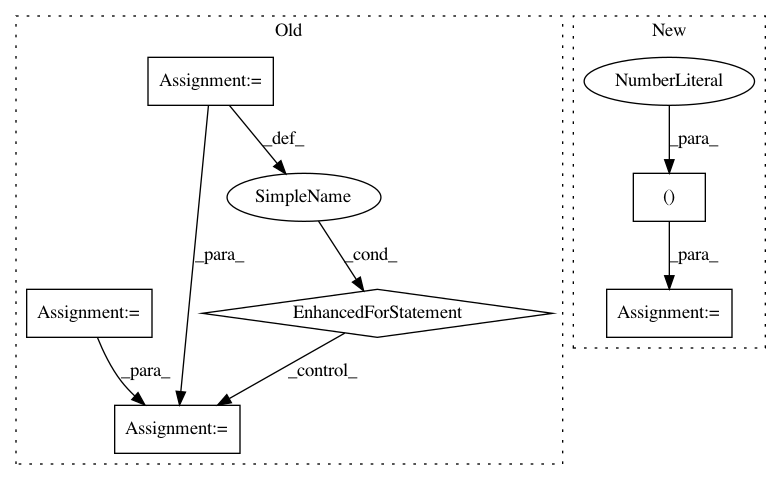 Old
New
Assignment:=
NumberLiteral
_def_
_para_
SimpleName
()
_para_
_cond_
_para_
Assignment:=
EnhancedForStatement
Assignment:=
_para_
_control_
Assignment:=